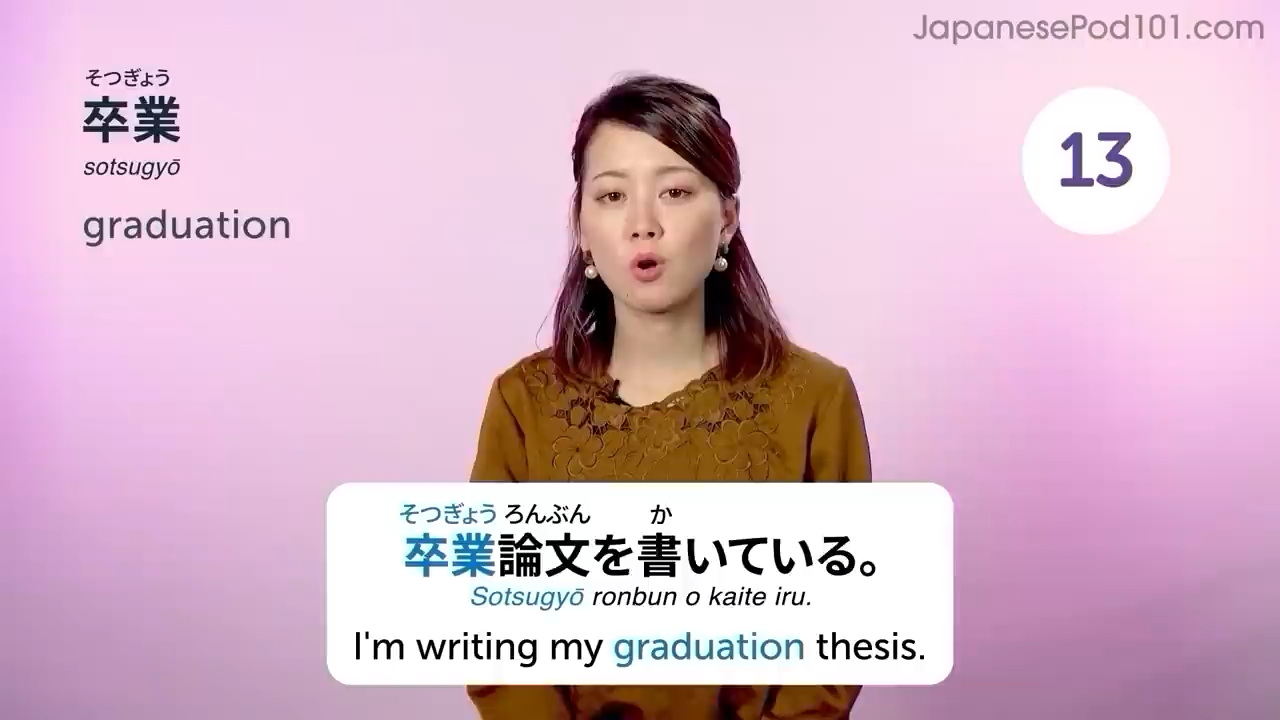 JapanesePod101.com
そつぎょう
卒業
sotsugyō
graduation
13
そつぎょう ろんぶん か
卒業論文を書いている。
Sotsugyō ronbun o kaite iru.
I'm writing my graduation thesis.